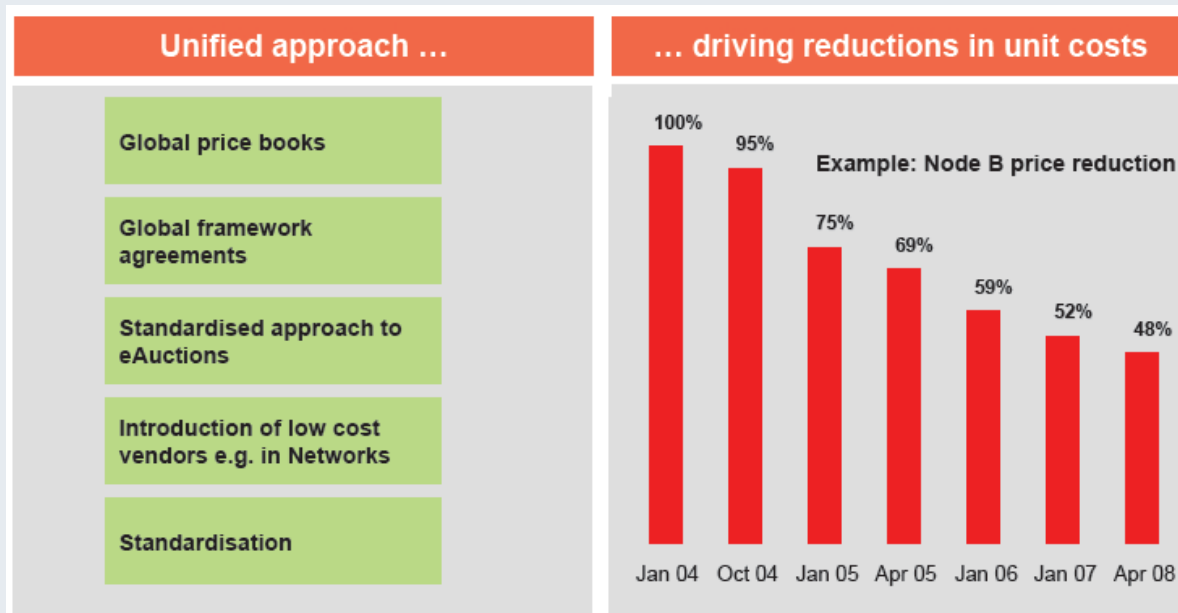 Unified approach …
Global price books
Global framework
agreements
Standardised approach to
eAuctions
Introduction of low cost
vendors e.g. in Networks
Standardisation
… driving reductions in unit costs
Example: Node B price reduction
100%
95%
75%
69%
59%
52%
48%
Jan 04 Oct 04 Jan 05 Apr 05 Jan 06 Jan 07 Apr 08